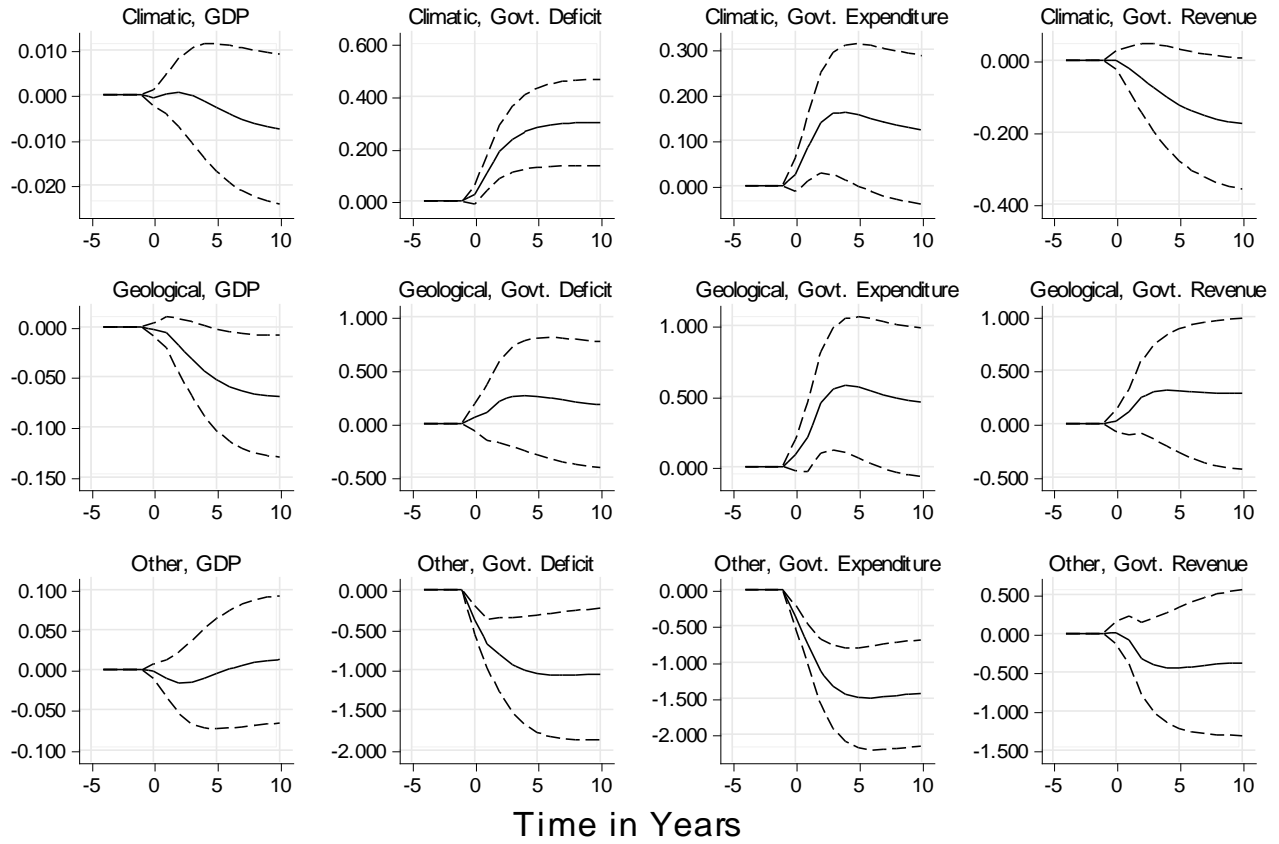 Climatic, GDP Climatic, Govt. Deficit Climatic, Govt. Expenditure Climatic, Govt. Revenue
0.010 0.600 0.300 0.000
0.000 0.400 0.200 -0.200
-0.010 0.200 0.100 -0.400
-0.020 0.000 0.000
-5 0 5 10 -5 0 5 10 -5 0 5 10 -5 0 5 10
Geological, GDP Geological, Govt. Deficit Geological, Govt. Expenditure Geological, Govt. Revenue
0.000 1.000 1.000 1.000
-0.050 0.500 0.500 0.500
-0.100 0.000 0.000 0.000
-0.150 -0.500 -0.500
-5 0 5 10 -5 0 5 10 -5 0 5 10 -5 0 5 10
Other, GDP Other, Govt. Deficit Other, Govt. Expenditure Other, Govt. Revenue
0.100 0.000 0.000 0.500
0.050 -0.500 -0.500 0.000
0.000 -1.000 -1.000 -0.500
-0.050 -1.500 -1.500 -1.000
-0.100 -2.000 -2.000 -1.500
-5 0 5 10 -5 0 5 10 -5 0 5 10 -5 0 5 10
Time in Years